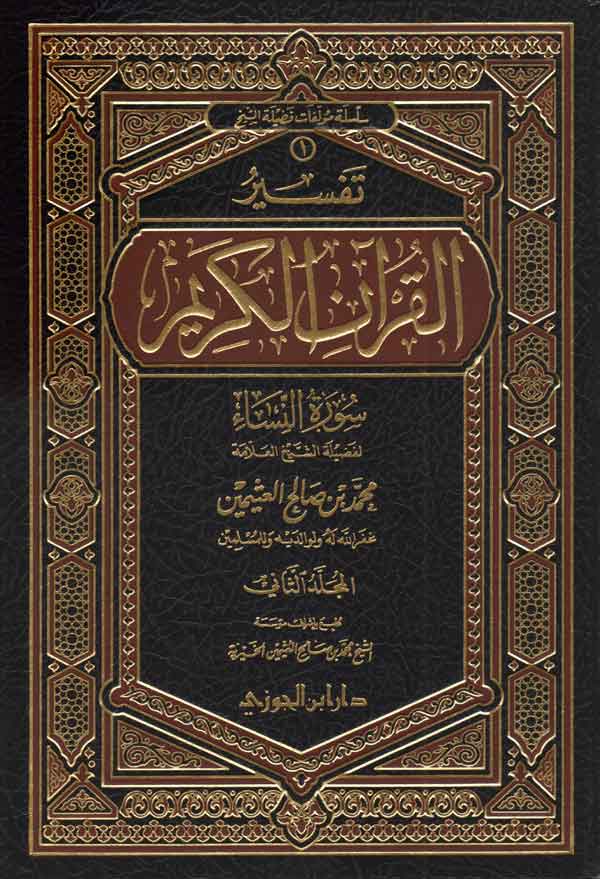 سلسلة مؤلفات فضيلة الشيخ
١
تفسير
القرآن الكريم
سورة النساء
لفضيلة الشيخ العلامة
محمد بن صالح العثيمين
غفر الله له ولوالديه وللمسلمين
المجلد الثاني
طبع بإشراف مؤسسة
الشيخ محمد بن صالح العثيمين الخيرية
دار ابن الجوزي